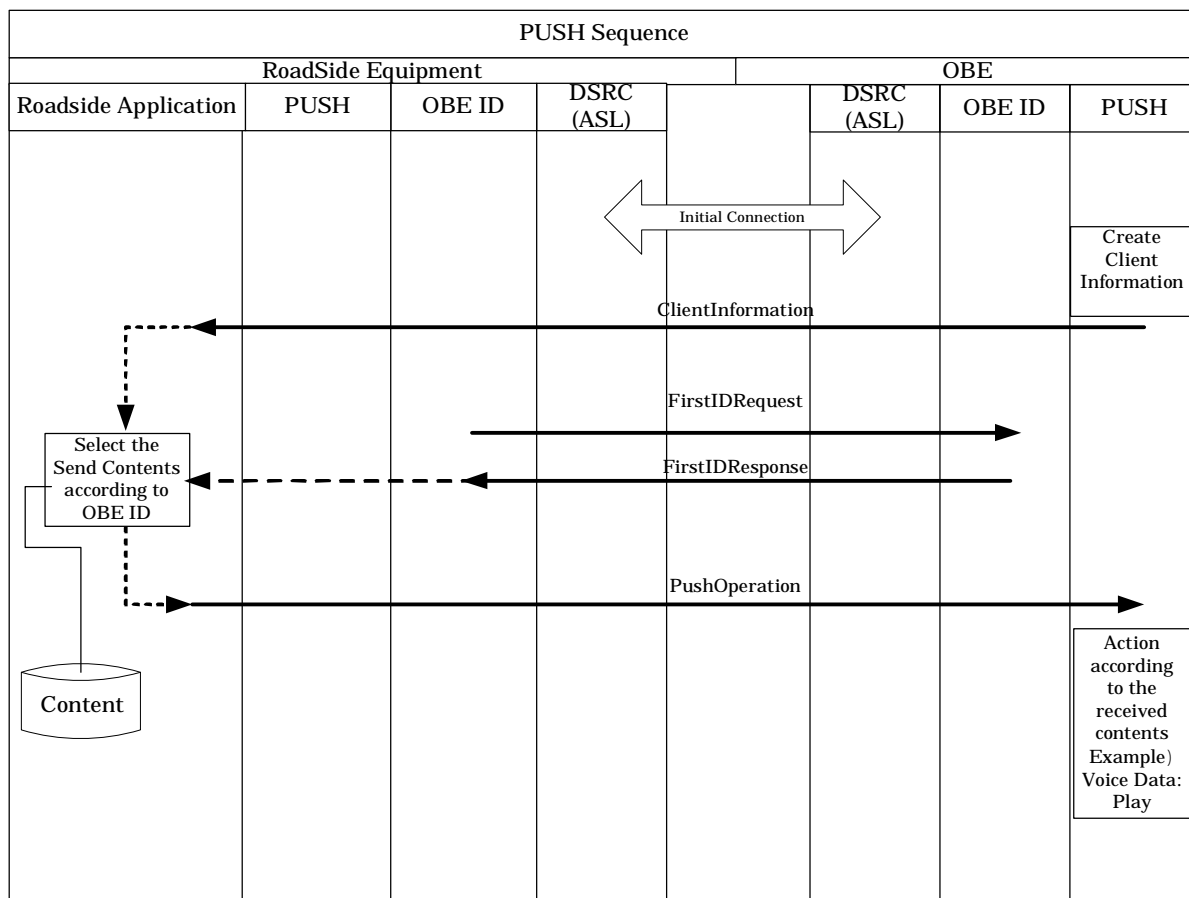 PUSH Sequence
RoadSide Equipment
OBE
Roadside Application
PUSH
OBE ID
DSRC
(ASL)
DSRC
(ASL)
OBE ID
PUSH
Initial Connection
Create
Client
Information
ClientInformation
FirstIDRequest
Select the
Send Contents
according to
OBE ID
FirstIDResponse
PushOperation
Content
Action
according
to the
received
contents
Example)
Voice Data:
Play